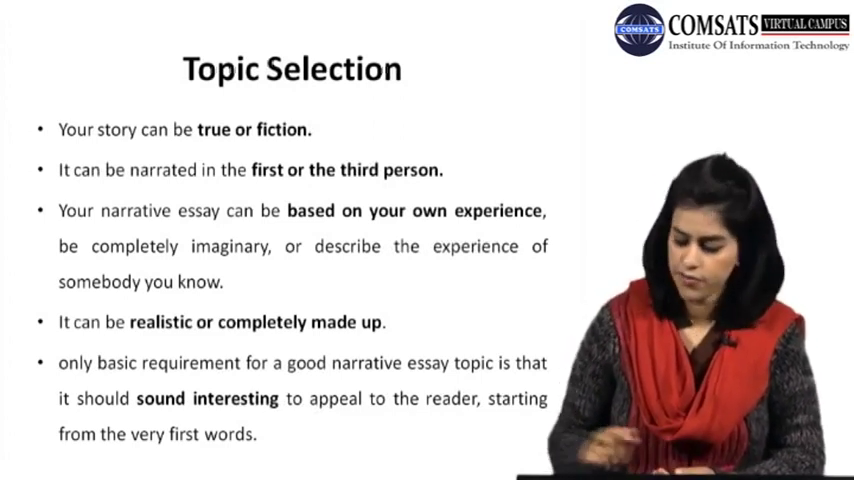 COMSATS VIRTUAL CAMPUS
COMSATS
Institute Of Information Technology
Topic Selection
• Your story can be true or fiction.
• It can be narrated in the first or the third person.
• Your narrative essay can be based on your own experience,
be completely imaginary, or describe the experience of
somebody you know.
• It can be realistic or completely made up.
• only basic requirement for a good narrative essay topic is that
it should sound interesting to appeal to the reader, starting
from the very first words.